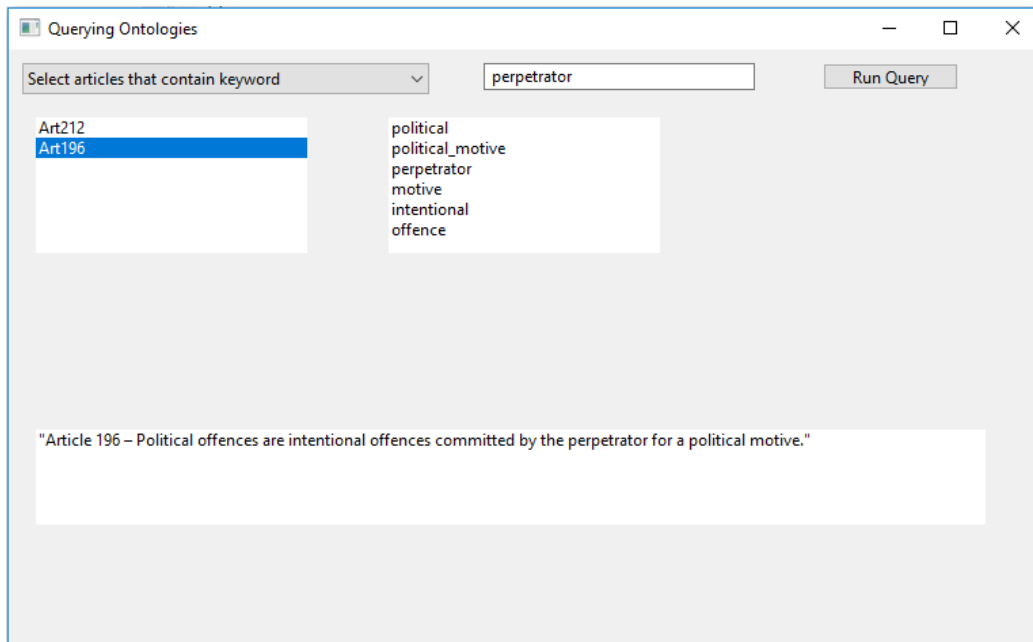 Querying Ontologies
Select articles that contain keyword
perpetrator
Run Query
Art212
Art196
political
political_motive
perpetrator
motive
intentional
offence
"Article 196 – Political offences are intentional offences committed by the perpetrator for a political motive."